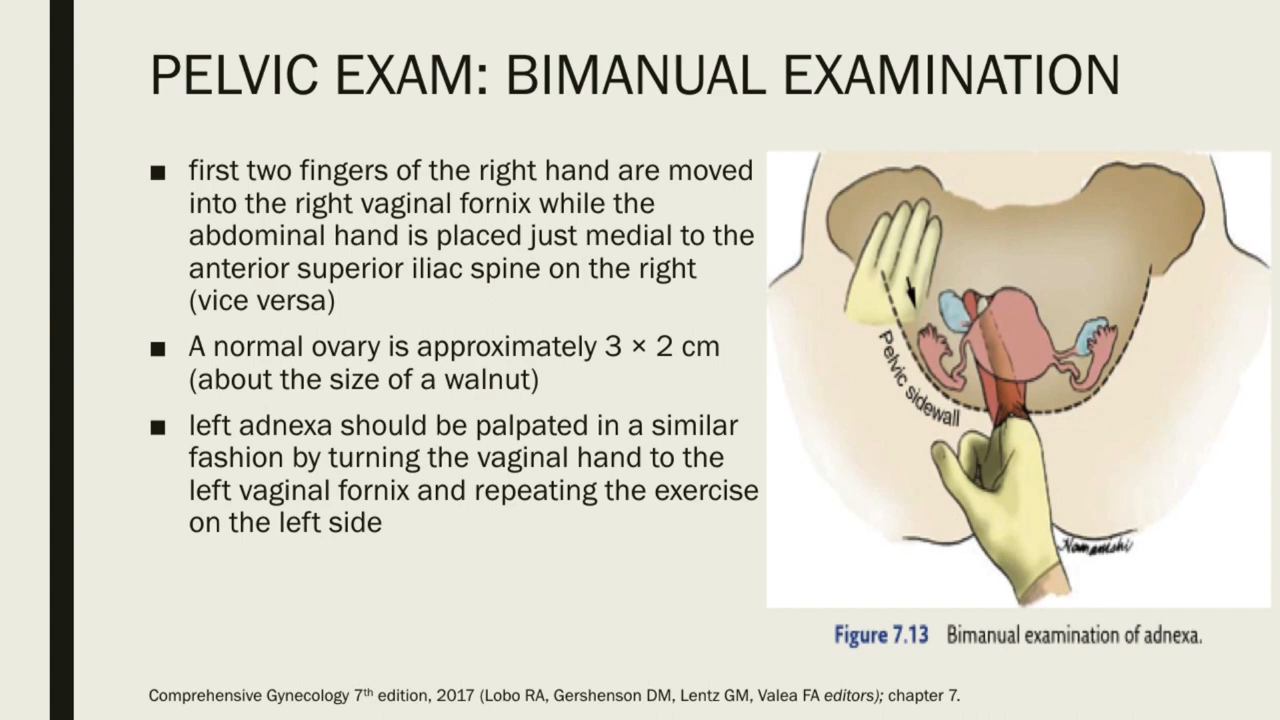 PELVIC EXAM: BIMANUAL EXAMINATION
■ first two fingers of the right hand are moved
into the right vaginal fornix while the
abdominal hand is placed just medial to the
anterior superior iliac spine on the right
(vice versa)
■ A normal ovary is approximately 3 × 2 cm
(about the size of a walnut)
■ left adnexa should be palpated in a similar
fashion by turning the vaginal hand to the
left vaginal fornix and repeating the exercise
on the left side
Pelvic sidewall
Figure 7.13 Bimanual examination of adnexa.
Comprehensive Gynecology 7th edition, 2017 (Lobo RA, Gershenson DM, Lentz GM, Valea FA editors); chapter 7.